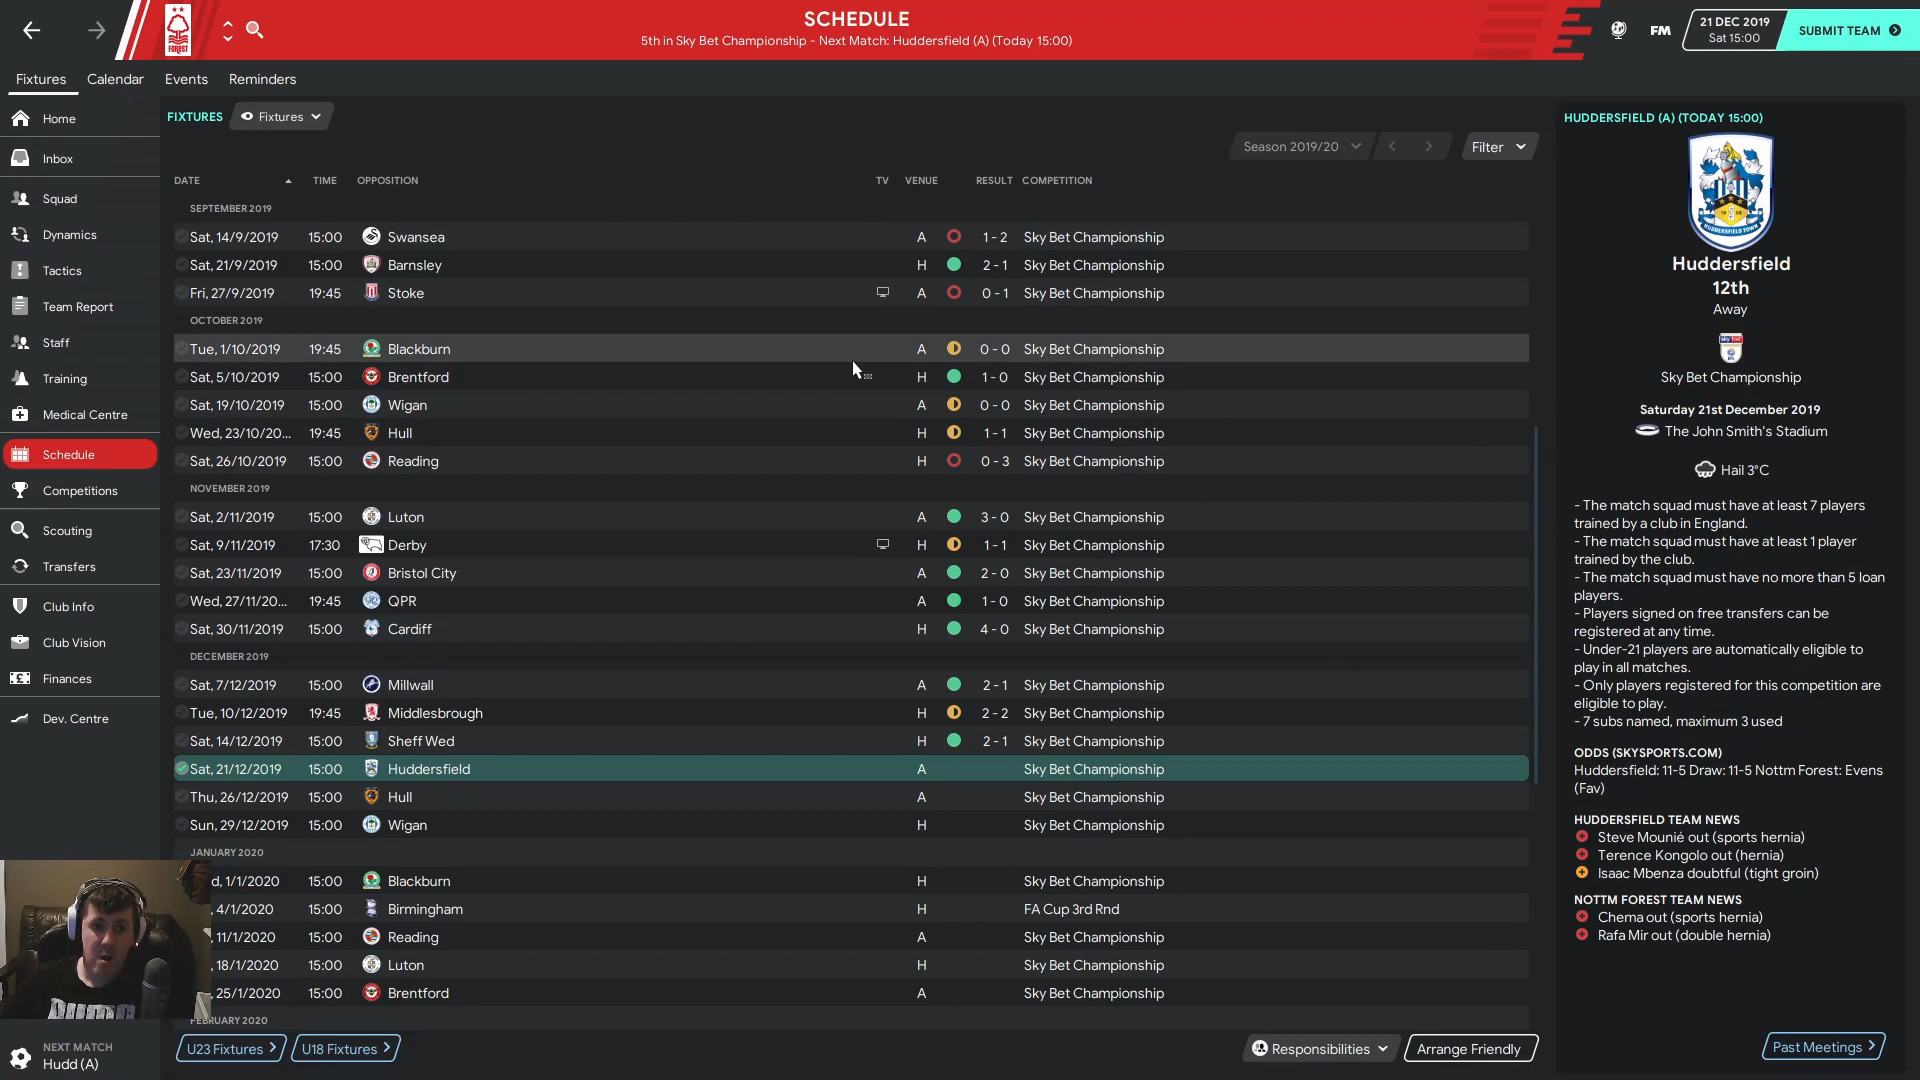 SCHEDULE
5th in Sky Bet Championship - Next Match: Huddersfield (A) (Today 15:00)
FOREST
FM
21 DEC 2019
Sat 15:00
SUBMIT TEAM
Fixtures Calendar Events Reminders
Home
Inbox
Squad
Dynamics
Tactics
Team Report
Staff
Training
Medical Centre
Schedule
Competitions
Scouting
Transfers
Club Info
Club Vision
Finances
Dev. Centre
NEXT MATCH
Hudd (A)
FIXTURES Fixtures
Season 2019/20 Filter
DATE TIME OPPOSITION TV VENUE RESULT COMPETITION
SEPTEMBER 2019
Sat, 14/9/2019 15:00 Swansea A 1 - 2 Sky Bet Championship
Sat, 21/9/2019 15:00 Barnsley H 2 - 1 Sky Bet Championship
Fri, 27/9/2019 19:45 Stoke A 0 - 1 Sky Bet Championship
OCTOBER 2019
Tue, 1/10/2019 19:45 Blackburn A 0 - 0 Sky Bet Championship
Sat, 5/10/2019 15:00 Brentford H 1 - 0 Sky Bet Championship
Sat, 19/10/2019 15:00 Wigan A 0 - 0 Sky Bet Championship
Wed, 23/10/20... 19:45 Hull H 1 - 1 Sky Bet Championship
Sat, 26/10/2019 15:00 Reading H 0 - 3 Sky Bet Championship
NOVEMBER 2019
Sat, 2/11/2019 15:00 Luton A 3 - 0 Sky Bet Championship
Sat, 9/11/2019 17:30 Derby H 1 - 1 Sky Bet Championship
Sat, 23/11/2019 15:00 Bristol City A 2 - 0 Sky Bet Championship
Wed, 27/11/20... 19:45 QPR A 1 - 0 Sky Bet Championship
Sat, 30/11/2019 15:00 Cardiff H 4 - 0 Sky Bet Championship
DECEMBER 2019
Sat, 7/12/2019 15:00 Millwall A 2 - 1 Sky Bet Championship
Tue, 10/12/2019 19:45 Middlesbrough H 2 - 2 Sky Bet Championship
Sat, 14/12/2019 15:00 Sheff Wed H 2 - 1 Sky Bet Championship
Sat, 21/12/2019 15:00 Huddersfield A Sky Bet Championship
Thu, 26/12/2019 15:00 Hull A Sky Bet Championship
Sun, 29/12/2019 15:00 Wigan H Sky Bet Championship
JANUARY 2020
d, 1/1/2020 15:00 Blackburn H Sky Bet Championship
, 4/1/2020 15:00 Birmingham H FA Cup 3rd Rnd
, 11/1/2020 15:00 Reading A Sky Bet Championship
, 18/1/2020 15:00 Luton H Sky Bet Championship
, 25/1/2020 15:00 Brentford A Sky Bet Championship
FEBRUARY 2020
U23 Fixtures U18 Fixtures Responsibilities Arrange Friendly
HUDDERSFIELD (A) (TODAY 15:00)
Huddersfield
12th
Away
Sky Bet Championship
Saturday 21st December 2019
The John Smith's Stadium
Hail 3°C
- The match squad must have at least 7 players
trained by a club in England.
- The match squad must have at least 1 player
trained by the club.
- The match squad must have no more than 5 loan
players.
- Players signed on free transfers can be
registered at any time.
- Under-21 players are automatically eligible to
play in all matches.
- Only players registered for this competition are
eligible to play.
- 7 subs named, maximum 3 used
ODDS (SKYSPORTS.COM)
Huddersfield: 11-5 Draw: 11-5 Nottm Forest: Evens
(Fav)
HUDDERSFIELD TEAM NEWS
Steve Mounié out (sports hernia)
Terence Kongolo out (hernia)
Isaac Mbenza doubtful (tight groin)
NOTTM FOREST TEAM NEWS
Chema out (sports hernia)
Rafa Mir out (double hernia)
Past Meetings